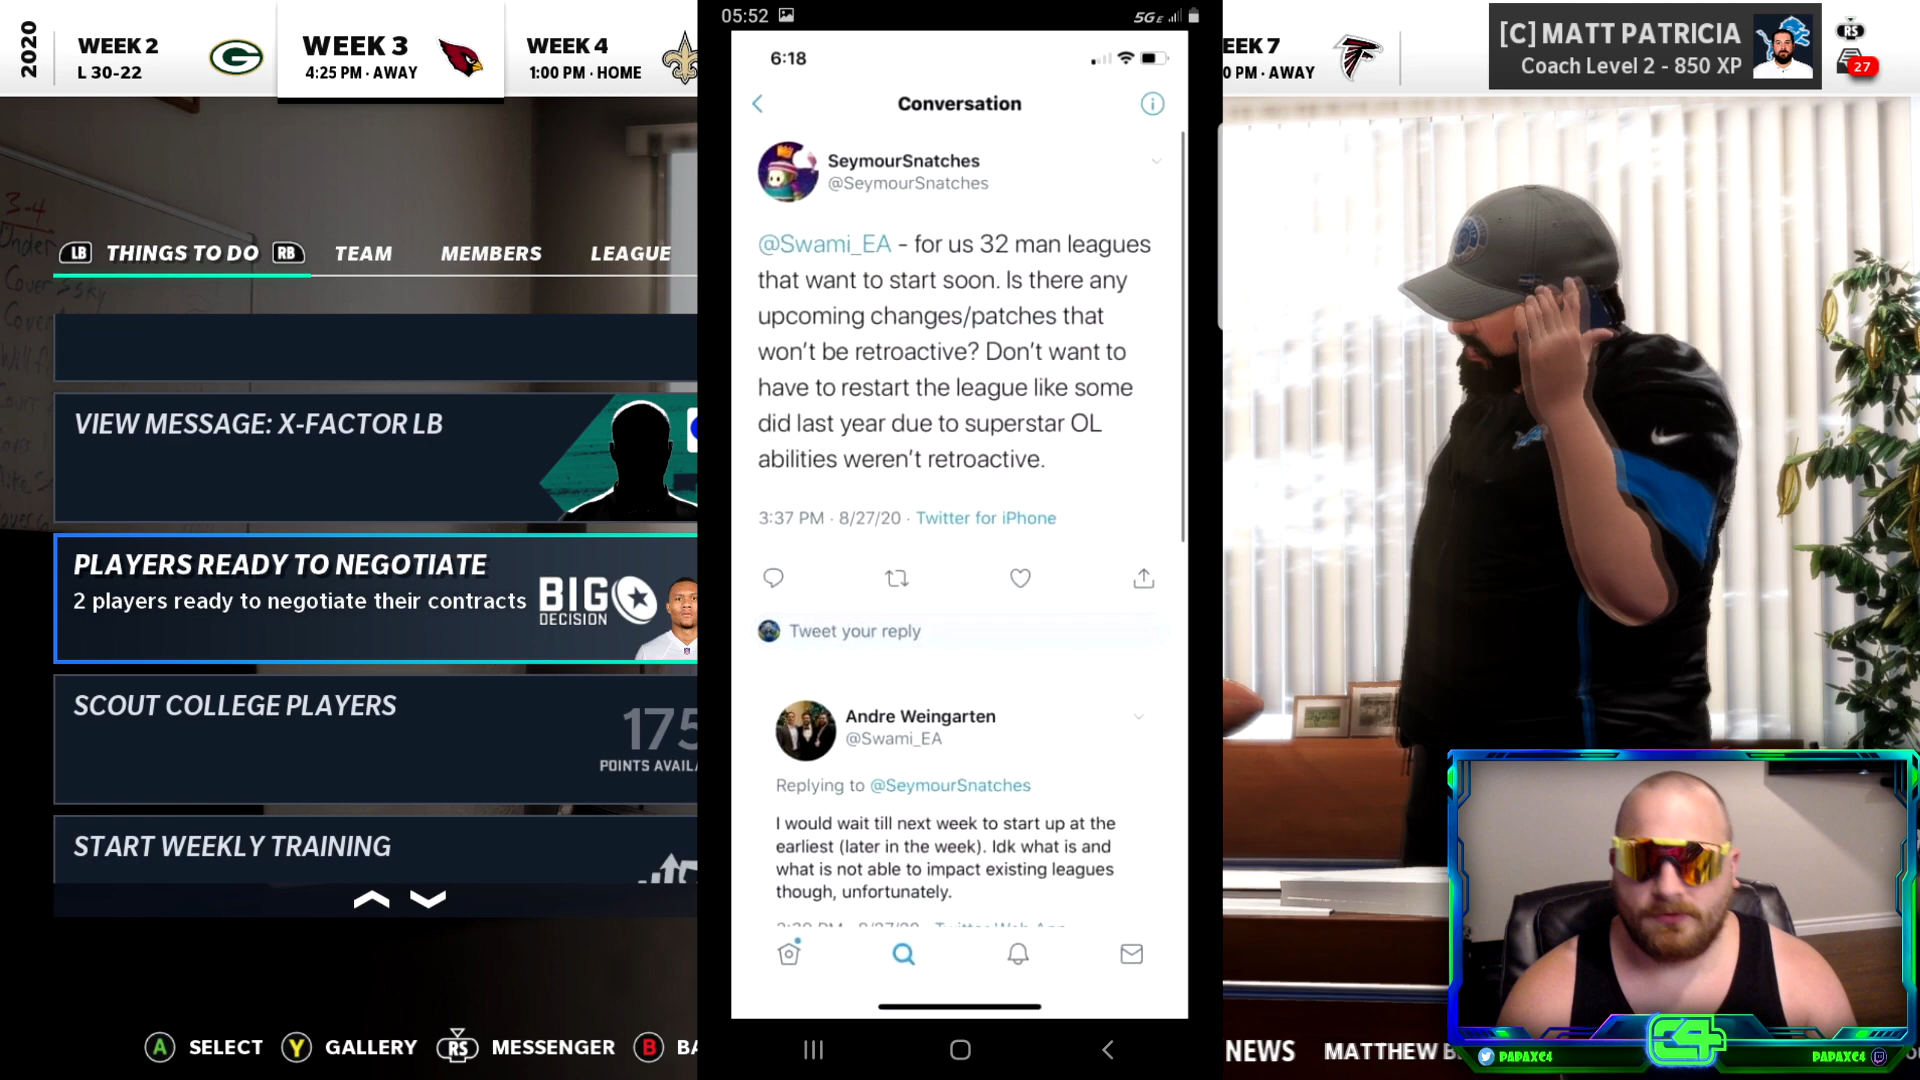 2020
WEEK 2
L 30-22
WEEK 3
4:25 PM · AWAY
WEEK 4
1:00 PM · HOME
EEK 7
0 PM · AWAY
[C] MATT PATRICIA
Coach Level 2 - 850 XP
RS
27
LB THINGS TO DO RB TEAM MEMBERS LEAGUE
VIEW MESSAGE: X-FACTOR LB
PLAYERS READY TO NEGOTIATE
2 players ready to negotiate their contracts
BIG
DECISION
SCOUT COLLEGE PLAYERS
175
POINTS AVAIL
START WEEKLY TRAINING
A SELECT Y GALLERY RS MESSENGER B BA
05:52
5GE
6:18
Conversation
SeymourSnatches
@SeymourSnatches
@Swami_EA - for us 32 man leagues
that want to start soon. Is there any
upcoming changes/patches that
won't be retroactive? Don't want to
have to restart the league like some
did last year due to superstar OL
abilities weren't retroactive.
3:37 PM · 8/27/20 · Twitter for iPhone
Tweet your reply
Andre Weingarten
@Swami_EA
Replying to @SeymourSnatches
I would wait till next week to start up at the
earliest (later in the week). Idk what is and
what is not able to impact existing leagues
though, unfortunately.
3-4
Under
Cover
NEWS MATTHEW
C4
PAPAXC4
PAPAXC4